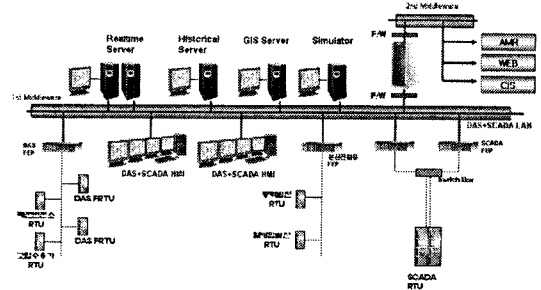 2nd Middleware
Realtime
Server
Historical
Server
GIS Server
Simulator
F/W
AMR
WEB
CIS
F/W
1st Middleware
DAS+SCADA LAN
DAS
FEP
DAS+SCADA HMI
DAS+SCADA HMI
FEP
SCADA
FEP
Switch Box
DAS FRTU
RTU
DAS FRTU
RTU
RTU
RTU
SCADA
RTU